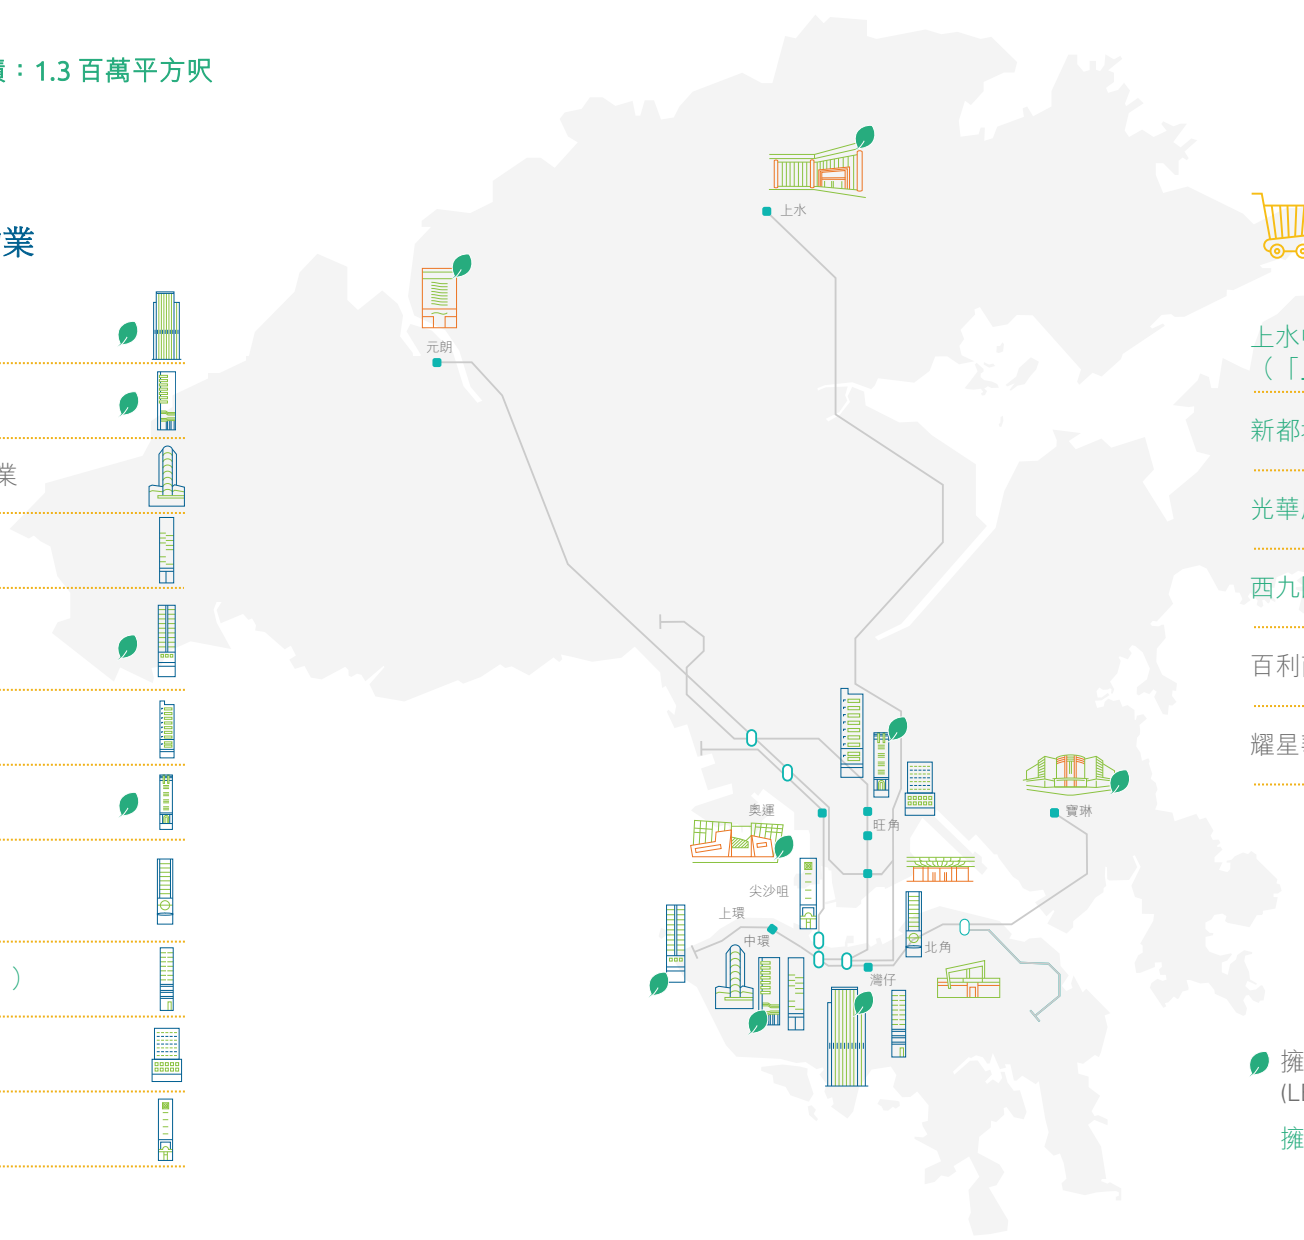 ：1.3 百萬平方呎
業
業
）
上水
元朗
奧運
旺角
寶琳
尖沙咀
上環
中環
北角
灣仔
上水
（「
新都
光華
西九
百利
耀星
擁
(L
擁